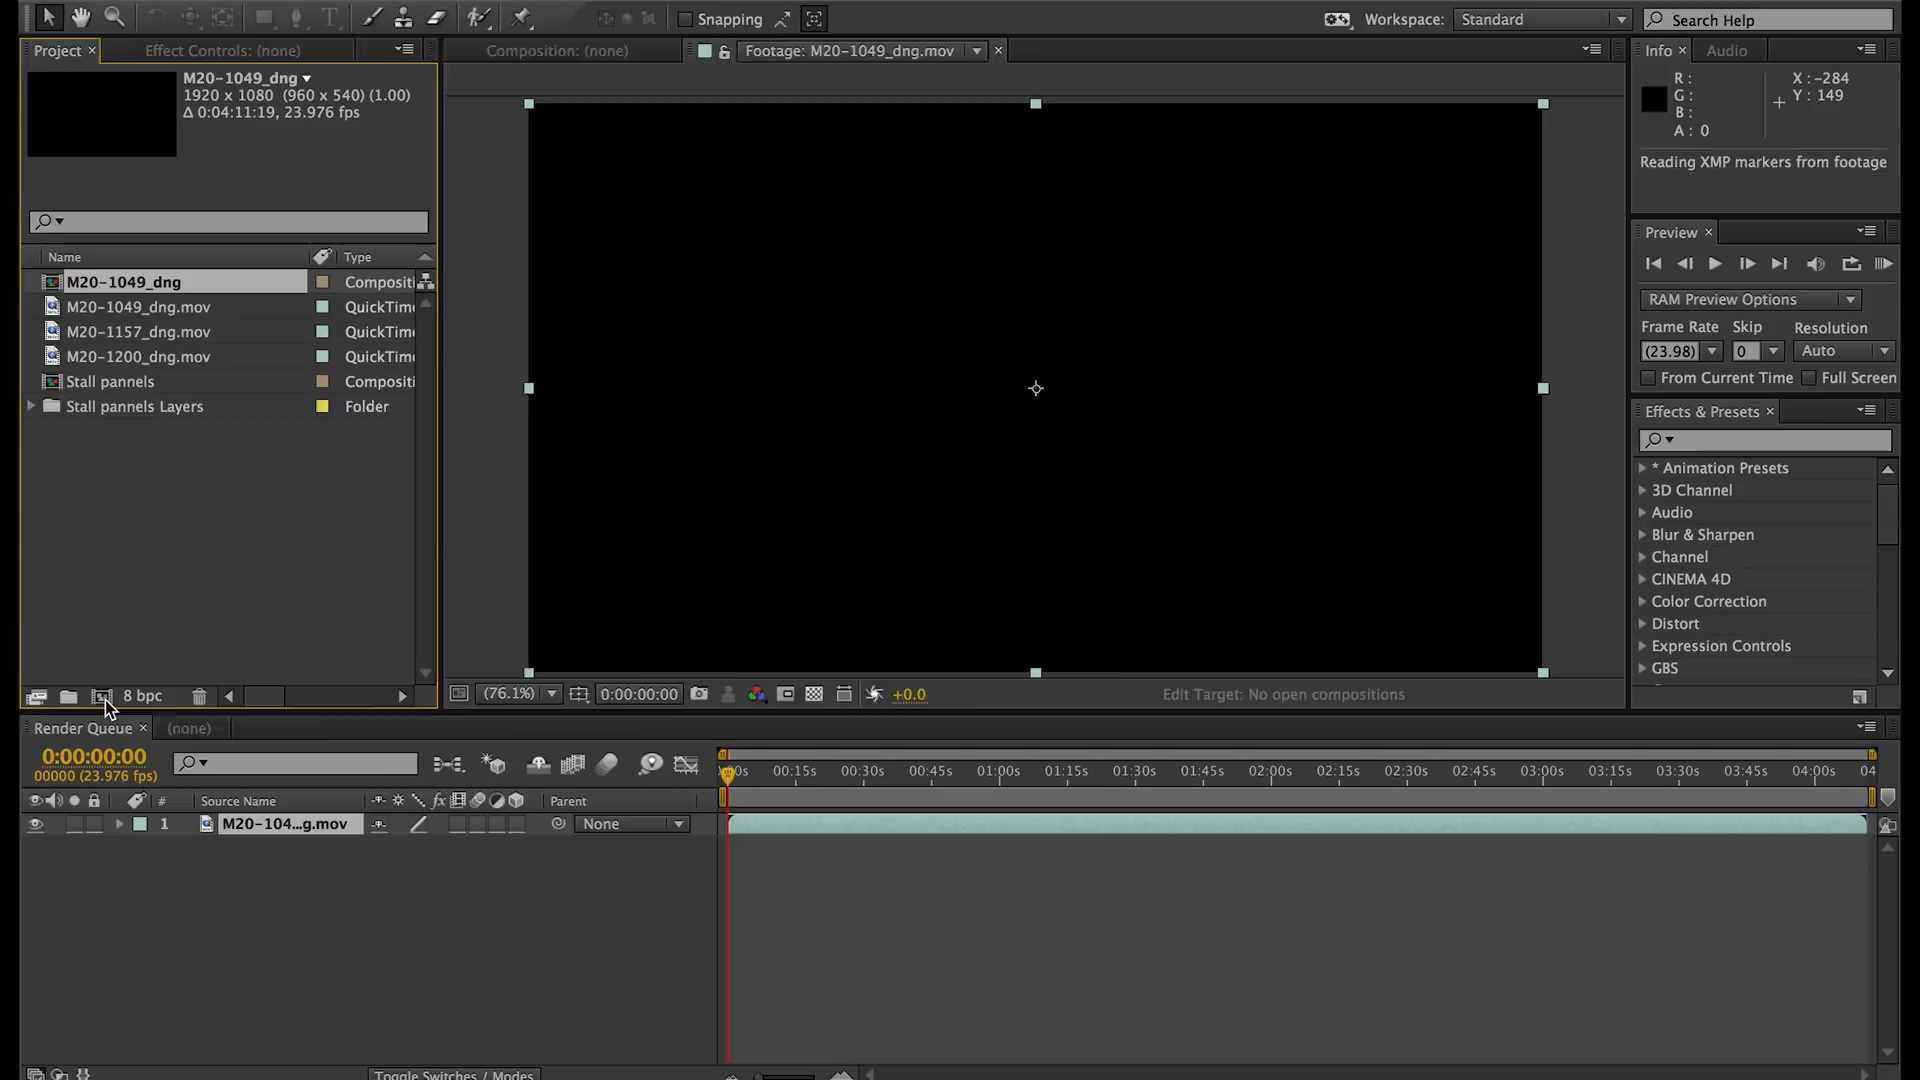 Snapping
Workspace: Standard
Search Help
Project ×
Effect Controls: (none)
Composition: (none)
Footage: M20-1049_dng.mov
Info ×
Audio
M20-1049_dng
1920 x 1080 (960 x 540) (1.00)
Δ 0:04:11:19, 23.976 fps
R :
G :
B :
A : 0
X : -284
Y : 149
Reading XMP markers from footage
Preview ×
RAM Preview Options
Frame Rate Skip Resolution
(23.98) 0 Auto
From Current Time Full Screen
Effects & Presets ×
* Animation Presets
3D Channel
Audio
Blur & Sharpen
Channel
CINEMA 4D
Color Correction
Distort
Expression Controls
GBS
Name Type
M20-1049_dng Compositi
M20-1049_dng.mov QuickTime
M20-1157_dng.mov QuickTime
M20-1200_dng.mov QuickTime
Stall pannels Compositi
Stall pannels Layers Folder
8 bpc
(76.1%) 0:00:00:00 +0.0 Edit Target: No open compositions
Render Queue × (none)
0:00:00:00
00000 (23.976 fps)
00s 00:15s 00:30s 00:45s 01:00s 01:15s 01:30s 01:45s 02:00s 02:15s 02:30s 02:45s 03:00s 03:15s 03:30s 03:45s 04:00s 04
# Source Name fx Parent
1 M20-104...g.mov None
Toggle Switches / Modes